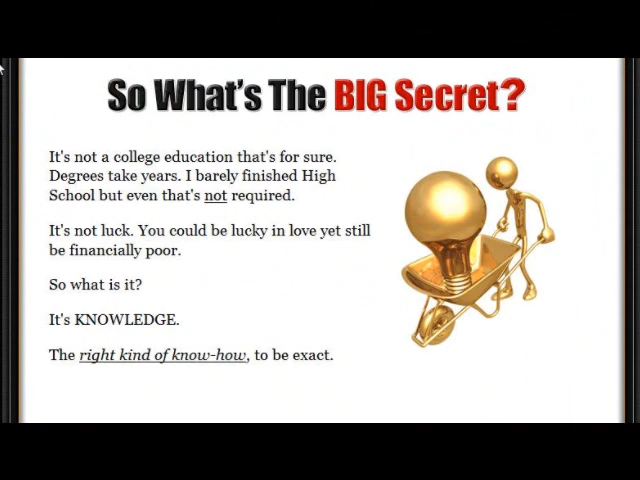 So What's The BIG Secret?
It's not a college education that's for sure.
Degrees take years. I barely finished High
School but even that's not required.
It's not luck. You could be lucky in love yet still
be financially poor.
So what is it?
It's KNOWLEDGE.
The right kind of know-how, to be exact.